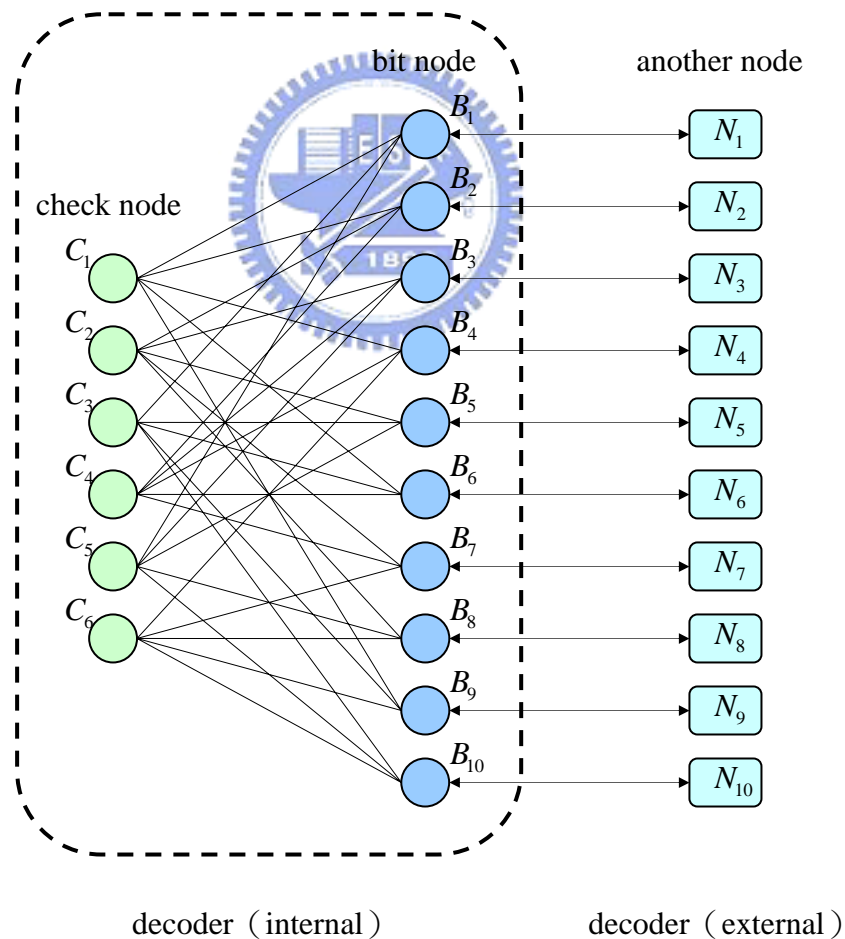 bit node
another node
check node
B₁
B₂
B₃
B₄
B₅
B₆
B₇
B₈
B₉
B₁₀
N₁
N₂
N₃
N₄
N₅
N₆
N₇
N₈
N₉
N₁₀
C₁
C₂
C₃
C₄
C₅
C₆
decoder（internal）
decoder（external）